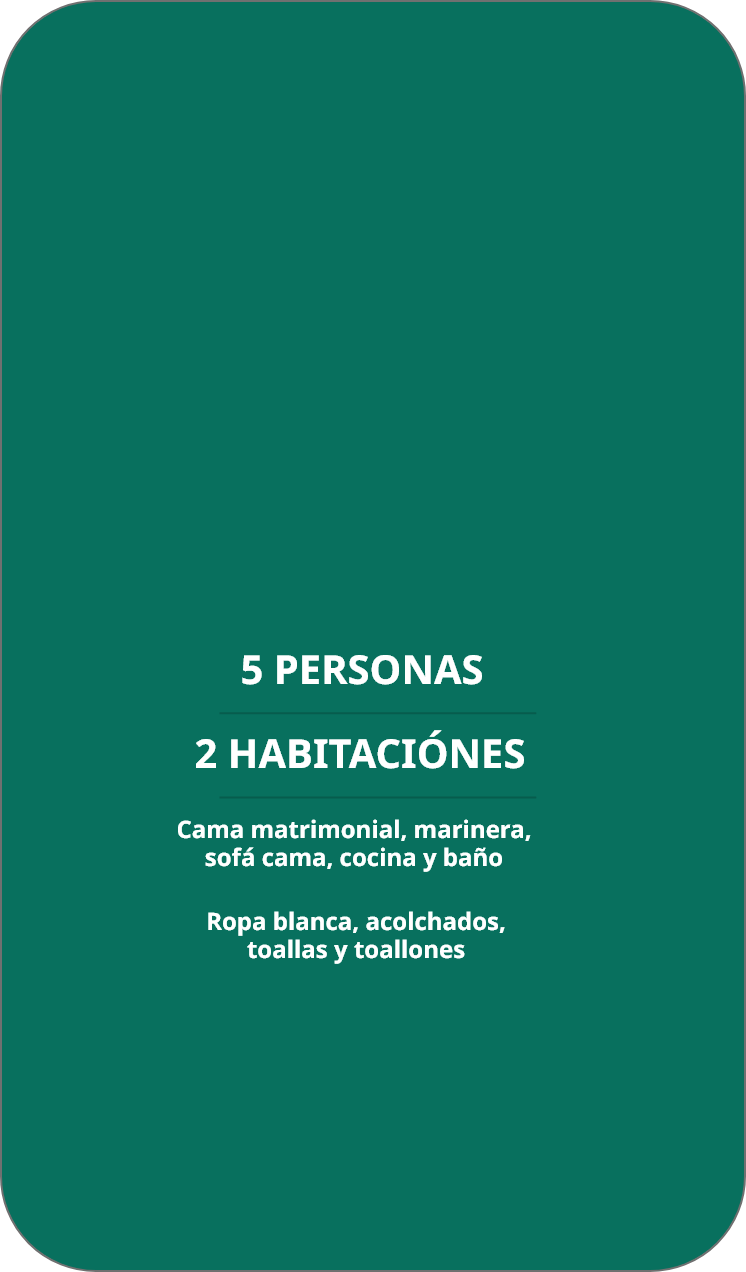 5 PERSONAS
2 HABITACIÓNES
Cama matrimonial, marinera,
sofá cama, cocina y baño
Ropa blanca, acolchados,
toallas y toallones